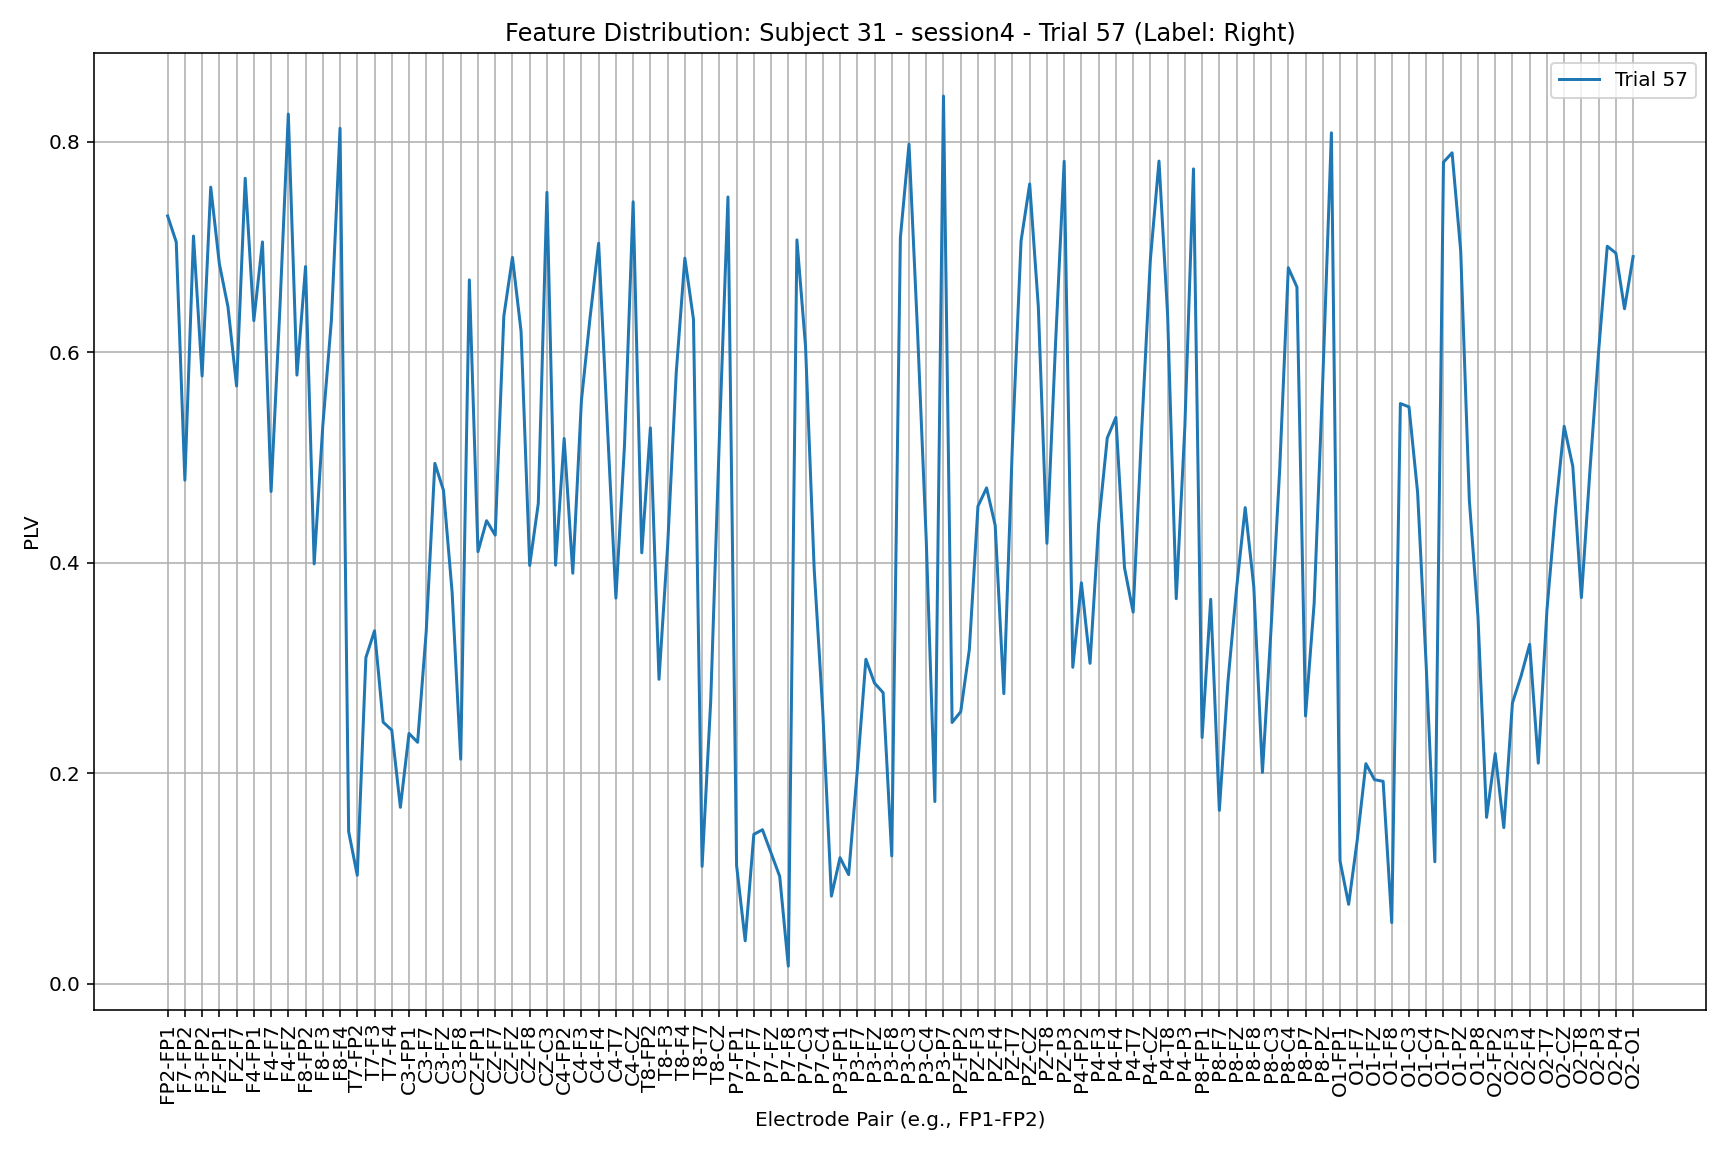 Feature Distribution: Subject 31 - session4 - Trial 57 (Label: Right)
Trial 57
0.8
0.6
0.4
0.2
0.0
PLV
FP2-FP1
F7-FP2
F3-FP2
FZ-FP1
FZ-F7
F4-FP1
F4-F7
F4-FZ
F8-FP2
F8-F3
F8-F4
T7-FP2
T7-F3
T7-F4
C3-FP1
C3-F7
C3-FZ
C3-F8
CZ-FP1
CZ-F7
CZ-FZ
CZ-F8
CZ-C3
C4-FP2
C4-F3
C4-F4
C4-T7
C4-CZ
T8-FP2
T8-F3
T8-F4
T8-T7
T8-CZ
P7-FP1
P7-F7
P7-FZ
P7-F8
P7-C3
P7-C4
P3-FP1
P3-F7
P3-FZ
P3-F8
P3-C3
P3-C4
P3-P7
PZ-FP2
PZ-F3
PZ-F4
PZ-T7
PZ-CZ
PZ-T8
PZ-P3
P4-FP2
P4-F3
P4-F4
P4-T7
P4-CZ
P4-T8
P4-P3
P8-FP1
P8-F7
P8-FZ
P8-F8
P8-C3
P8-C4
P8-P7
P8-PZ
O1-FP1
O1-F7
O1-FZ
O1-F8
O1-C3
O1-C4
O1-P7
O1-PZ
O1-P8
O2-FP2
O2-F3
O2-F4
O2-T7
O2-CZ
O2-T8
O2-P3
O2-P4
O2-O1
Electrode Pair (e.g., FP1-FP2)